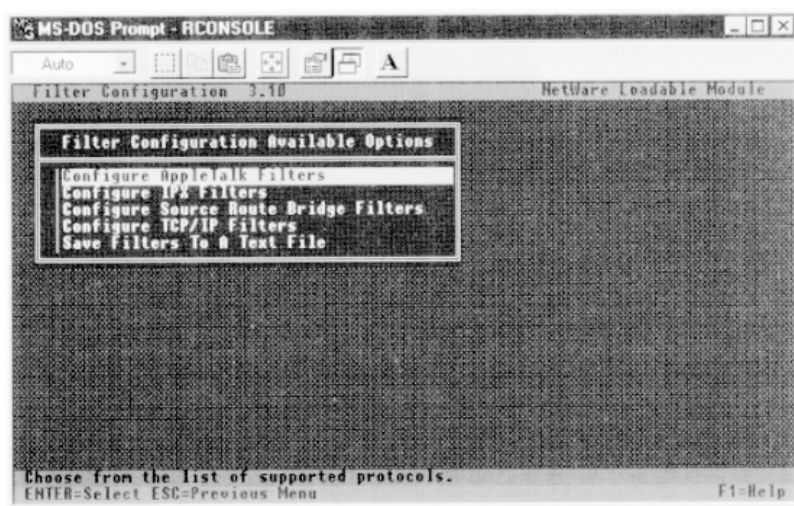 MS-DOS Prompt - RCONSOLE
Auto
A
Filter Configuration 3.10 NetWare Loadable Module
Filter Configuration Available Options
Configure AppleTalk Filters
Configure IPX Filters
Configure Source Route Bridge Filters
Configure TCP/IP Filters
Save Filters To A Text File
Choose from the list of supported protocols.
ENTER=Select ESC=Previous Menu F1=Help